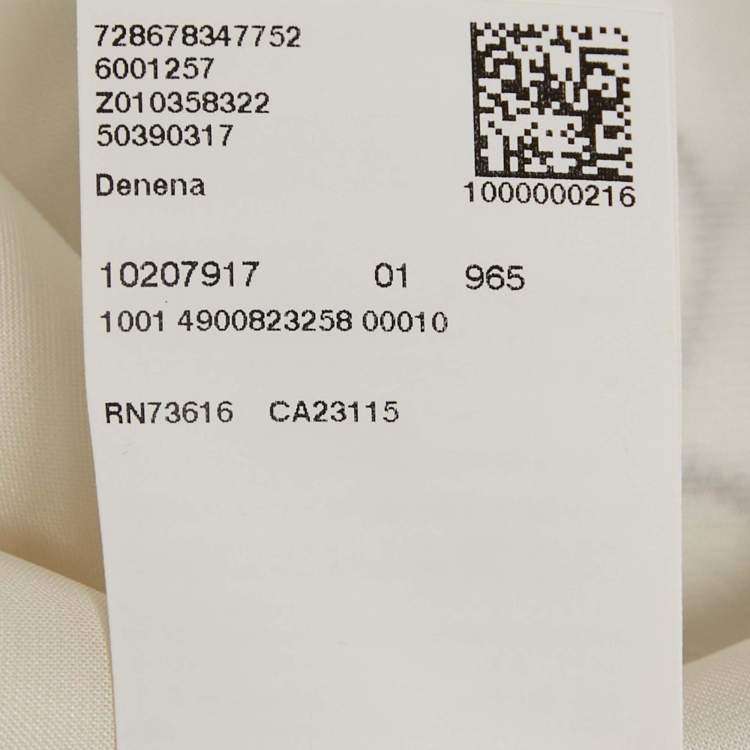 728678347752
6001257
Z010358322
50390317
Denena
1000000216
10207917 01 965
1001 4900823258 00010
RN73616 CA23115